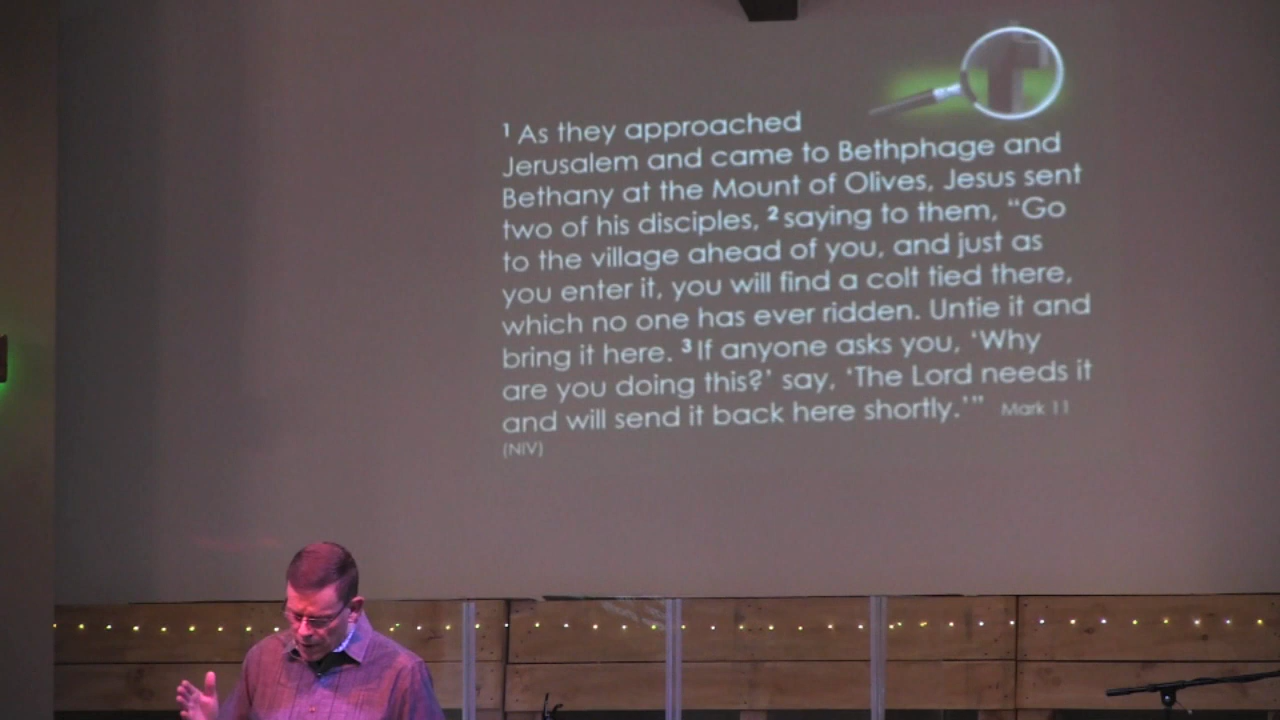 1 As they approached
Jerusalem and came to Bethphage and
Bethany at the Mount of Olives, Jesus sent
two of his disciples, 2 saying to them, “Go
to the village ahead of you, and just as
you enter it, you will find a colt tied there,
which no one has ever ridden. Untie it and
bring it here. 3 If anyone asks you, ‘Why
are you doing this?’ say, ‘The Lord needs it
and will send it back here shortly.’” Mark 11
(NIV)